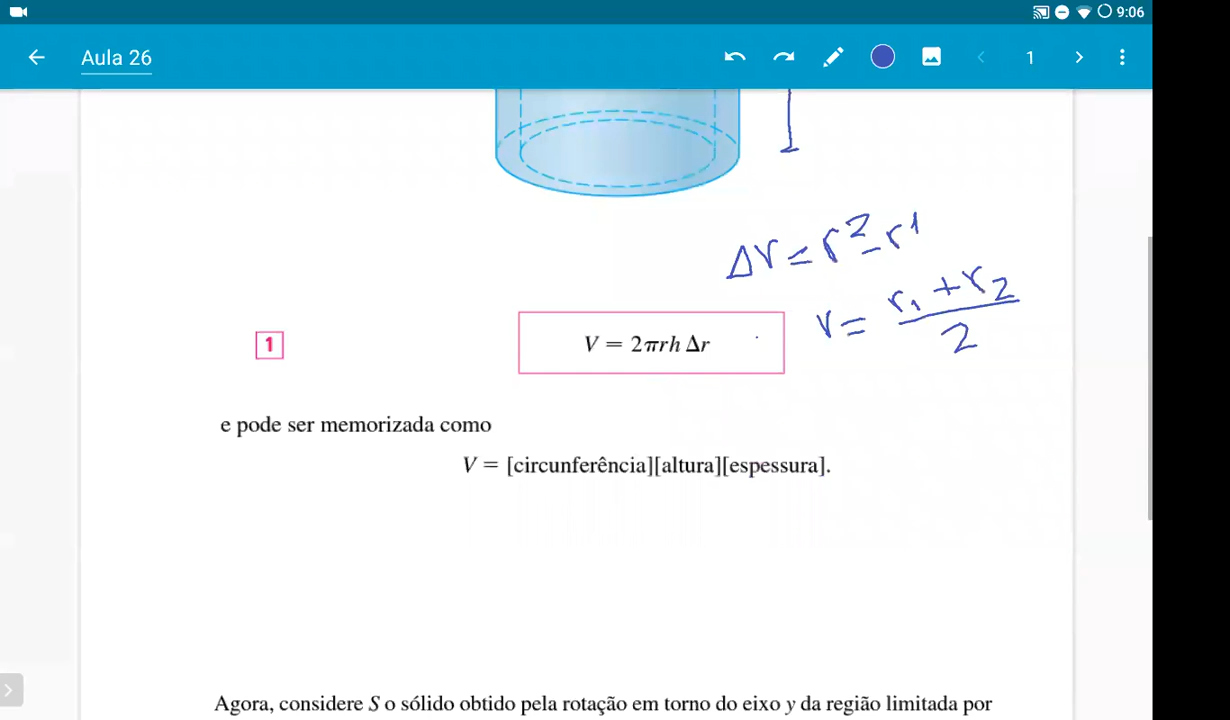 9:06
Aula 26
1
Δr = r2 - r1
r = r1 + r2 / 2
1
V = 2πrh Δr
e pode ser memorizada como
V = [circunferência][altura][espessura].
Agora, considere S o sólido obtido pela rotação em torno do eixo y da região limitada por